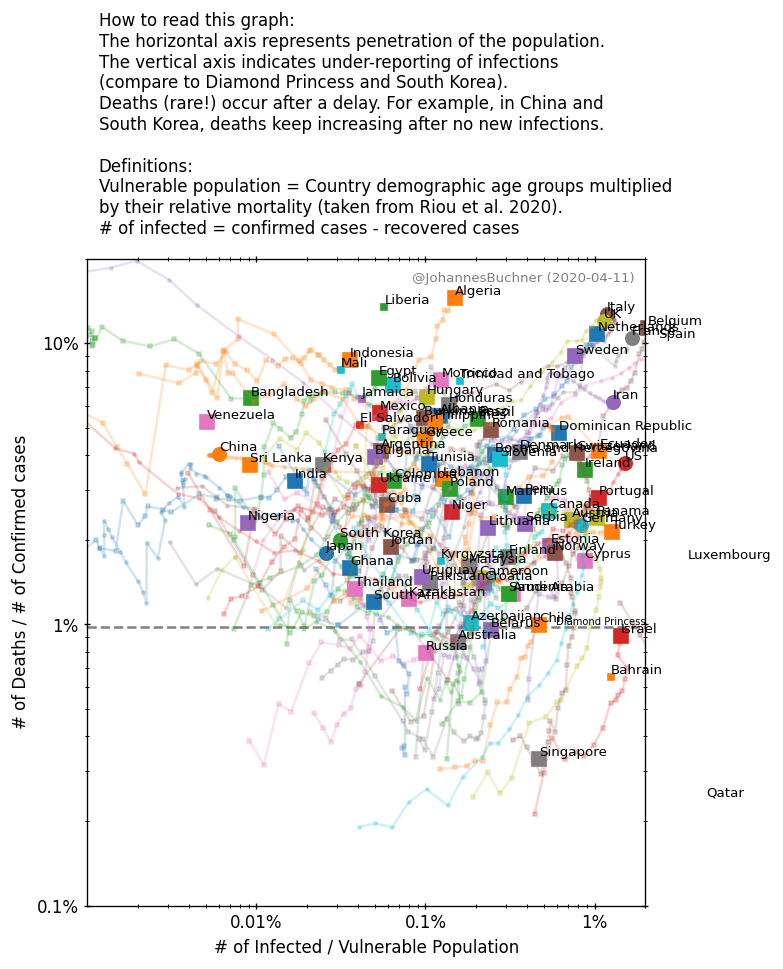 How to read this graph:
The horizontal axis represents penetration of the population.
The vertical axis indicates under-reporting of infections
(compare to Diamond Princess and South Korea).
Deaths (rare!) occur after a delay. For example, in China and
South Korea, deaths keep increasing after no new infections.
Definitions:
Vulnerable population = Country demographic age groups multiplied
by their relative mortality (taken from Riou et al. 2020).
# of infected = confirmed cases - recovered cases
@JohannesBuchner (2020-04-11)
Algeria
Liberia
Italy
UK
Belgium
Netherlands
France
Spain
10%
Sweden
Indonesia
Mali
Egypt
Bolivia
Morocco
Trinidad and Tobago
Bangladesh
Jamaica
Hungary
Honduras
Iran
Venezuela
Mexico
El Salvador
Albania
Philippines
Brazil
Romania
Dominican Republic
Paraguay
Greece
China
Argentina
Bulgaria
Denmark
Switzerland
Ecuador
Bosnia and Herzegovina
Slovenia
US
Sri Lanka
Kenya
Tunisia
Ireland
India
Ukraine
Colombia
Lebanon
Poland
Mauritius
Peru
Portugal
Cuba
Niger
Canada
Panama
Nigeria
Lithuania
Serbia
Austria
Germany
Turkey
South Korea
Japan
Jordan
Estonia
Norway
Finland
Kyrgyzstan
Malaysia
Cyprus
Luxembourg
Ghana
Uruguay
Cameroon
Pakistan
Croatia
Thailand
South Africa
Kazakhstan
Saudi Arabia
Azerbaijan
Belarus
Chile
Diamond Princess
1%
Israel
Australia
Russia
Bahrain
Singapore
Qatar
0.1%
0.01%
0.1%
1%
# of Infected / Vulnerable Population
# of Deaths / # of Confirmed cases